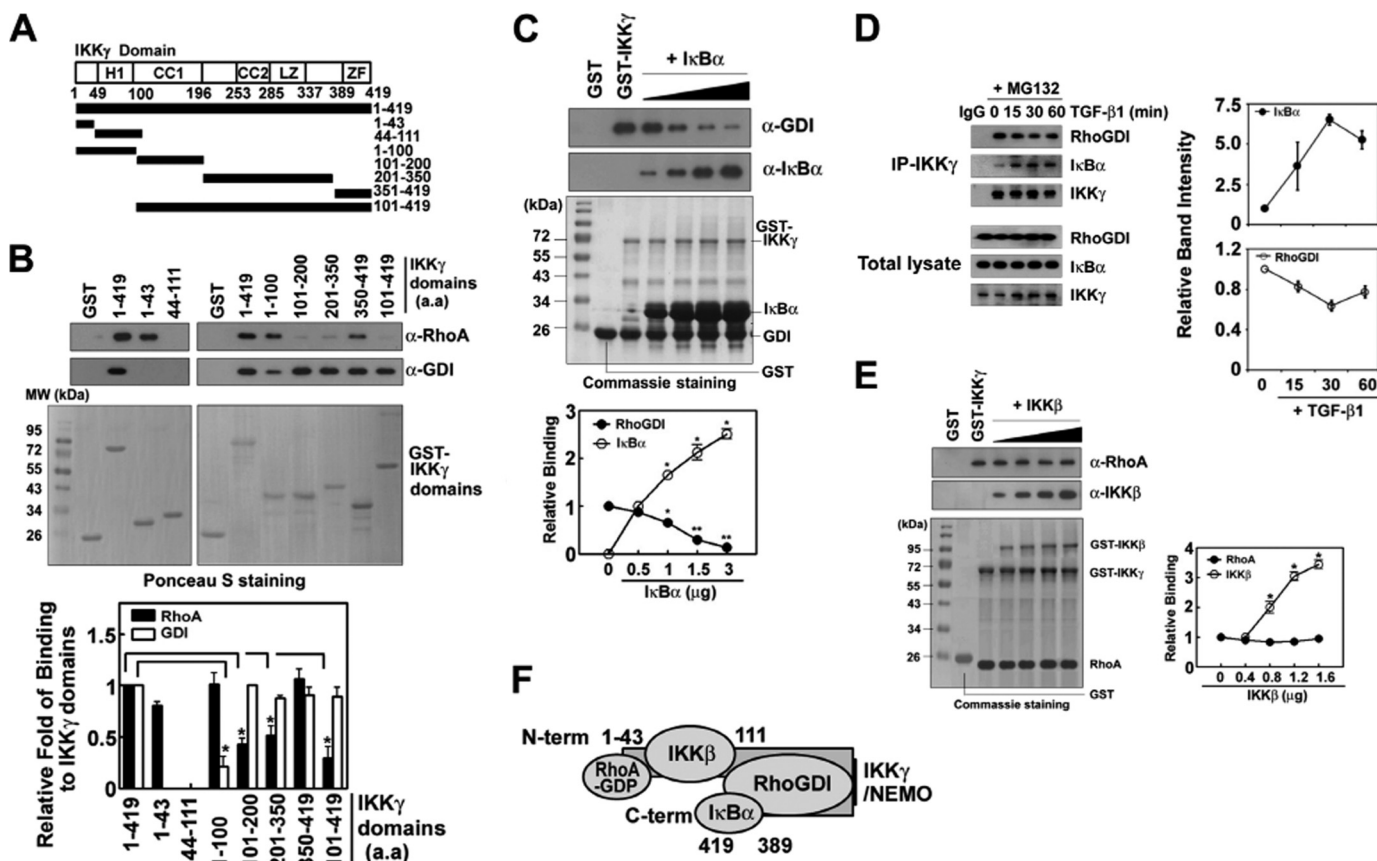 A
IKKγ Domain
H1 CC1 CC2 LZ ZF
1 49 100 196 253 285 337 389 419
1-419
1-43
44-111
1-100
101-200
201-350
351-419
101-419
B
GST 1-419 1-43 44-111
GST 1-419 1-100 101-200 201-350 350-419 101-419
IKKγ domains (a.a)
α-RhoA
α-GDI
MW (kDa)
95
72
55
43
34
26
GST-IKKγ domains
Ponceau S staining
Relative Fold of Binding to IKKγ domains
RhoA
GDI
1.5
1
0.5
0
* * * *
1-419 1-43 44-111 1-100 101-200 201-350 350-419 101-419
IKKγ domains (a.a)
C
GST GST-IKKγ + IκBα
α-GDI
α-IκBα
(kDa)
72
55
43
34
26
GST-IKKγ
IκBα
GDI
GST
Commassie staining
Relative Binding
RhoGDI
IκBα
3
2
1
0
* * *
* ** **
0 0.5 1 1.5 3
IκBα (μg)
D
+ MG132
IgG 0 15 30 60 TGF-β1 (min)
IP-IKKγ
RhoGDI
IκBα
IKKγ
Total lysate
RhoGDI
IκBα
IKKγ
Relative Band Intensity
IκBα
7.5
5.0
2.5
0
RhoGDI
1.2
0.8
0.4
0
0 15 30 60
+ TGF-β1
E
GST GST-IKKγ + IKKβ
α-RhoA
α-IKKβ
(kDa)
95
72
55
43
34
26
GST-IKKβ
GST-IKKγ
RhoA
GST
Commassie staining
Relative Binding
RhoA
IKKβ
4
3
2
1
0
* * *
0 0.4 0.8 1.2 1.6
IKKβ (μg)
F
N-term 1-43 111
IKKβ
RhoA -GDP
RhoGDI
IKKγ /NEMO
C-term IκBα
419 389